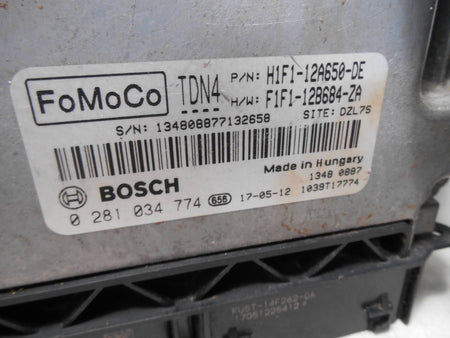 FoMoCo TDN4 P/N: H1F1-12A650-DE
H/W: F1F1-12B684-ZA
S/N: 134808877132658 SITE: DZL7S
Made in Hungary
BOSCH 1348 0887
0 281 034 774 658 17-05-12 1039T17774